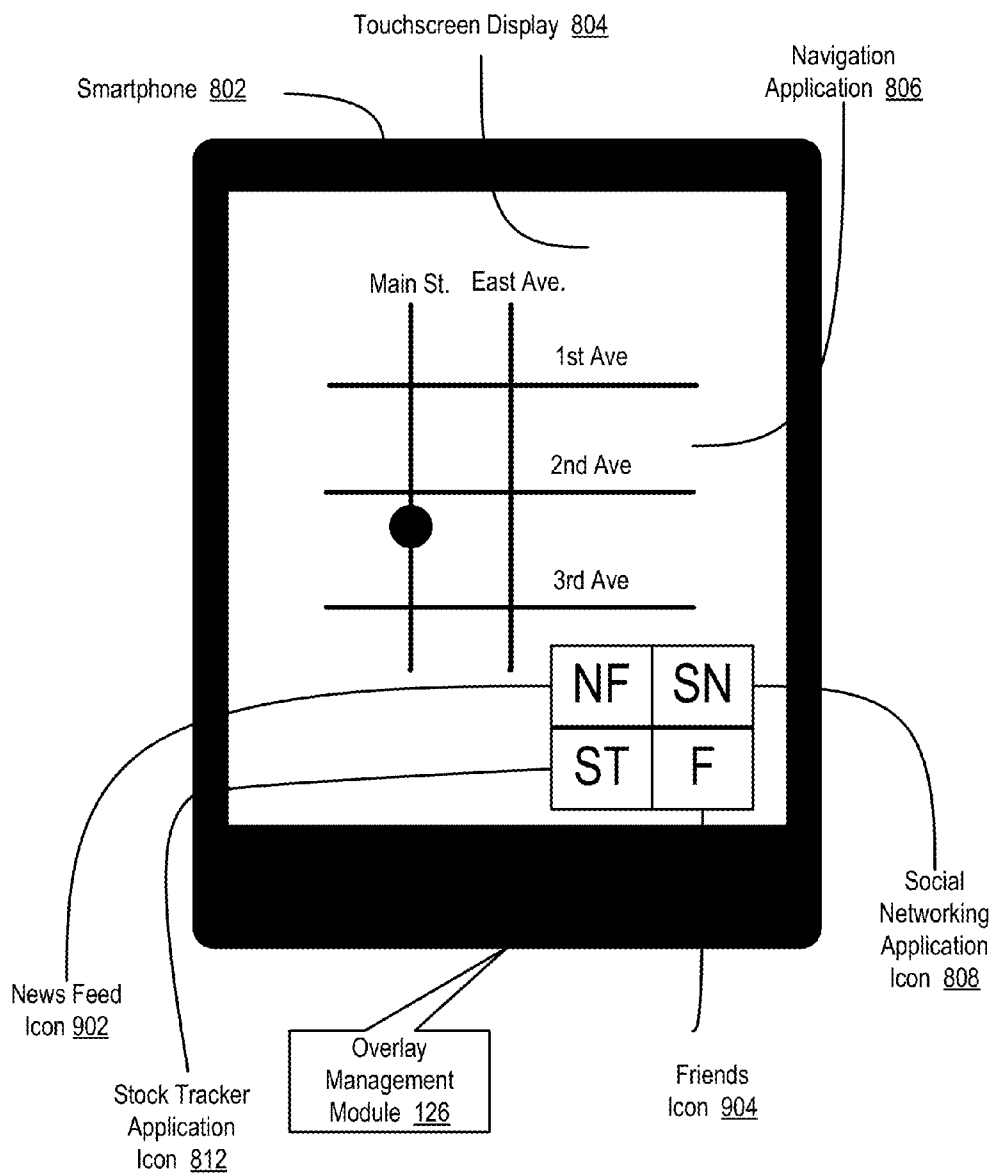 Touchscreen Display 804
Navigation
Application 806
Smartphone 802
Main St.
East Ave.
1st Ave
2nd Ave
3rd Ave
NF
SN
ST
F
Social
Networking
Application
Icon 808
News Feed
Icon 902
Overlay
Management
Module 126
Friends
Icon 904
Stock Tracker
Application
Icon 812